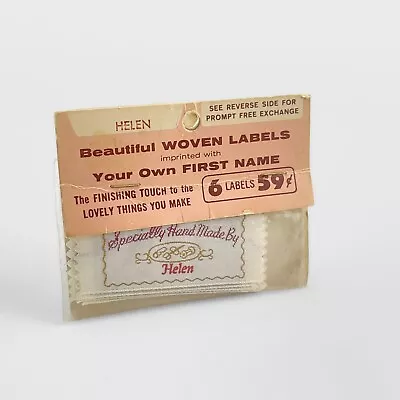 HELEN
SEE REVERSE SIDE FOR
PROMPT FREE EXCHANGE
Beautiful WOVEN LABELS
imprinted with
Your Own FIRST NAME
The FINISHING TOUCH to the
LOVELY THINGS YOU MAKE
6 LABELS 59¢
Specially Hand Made By
Helen